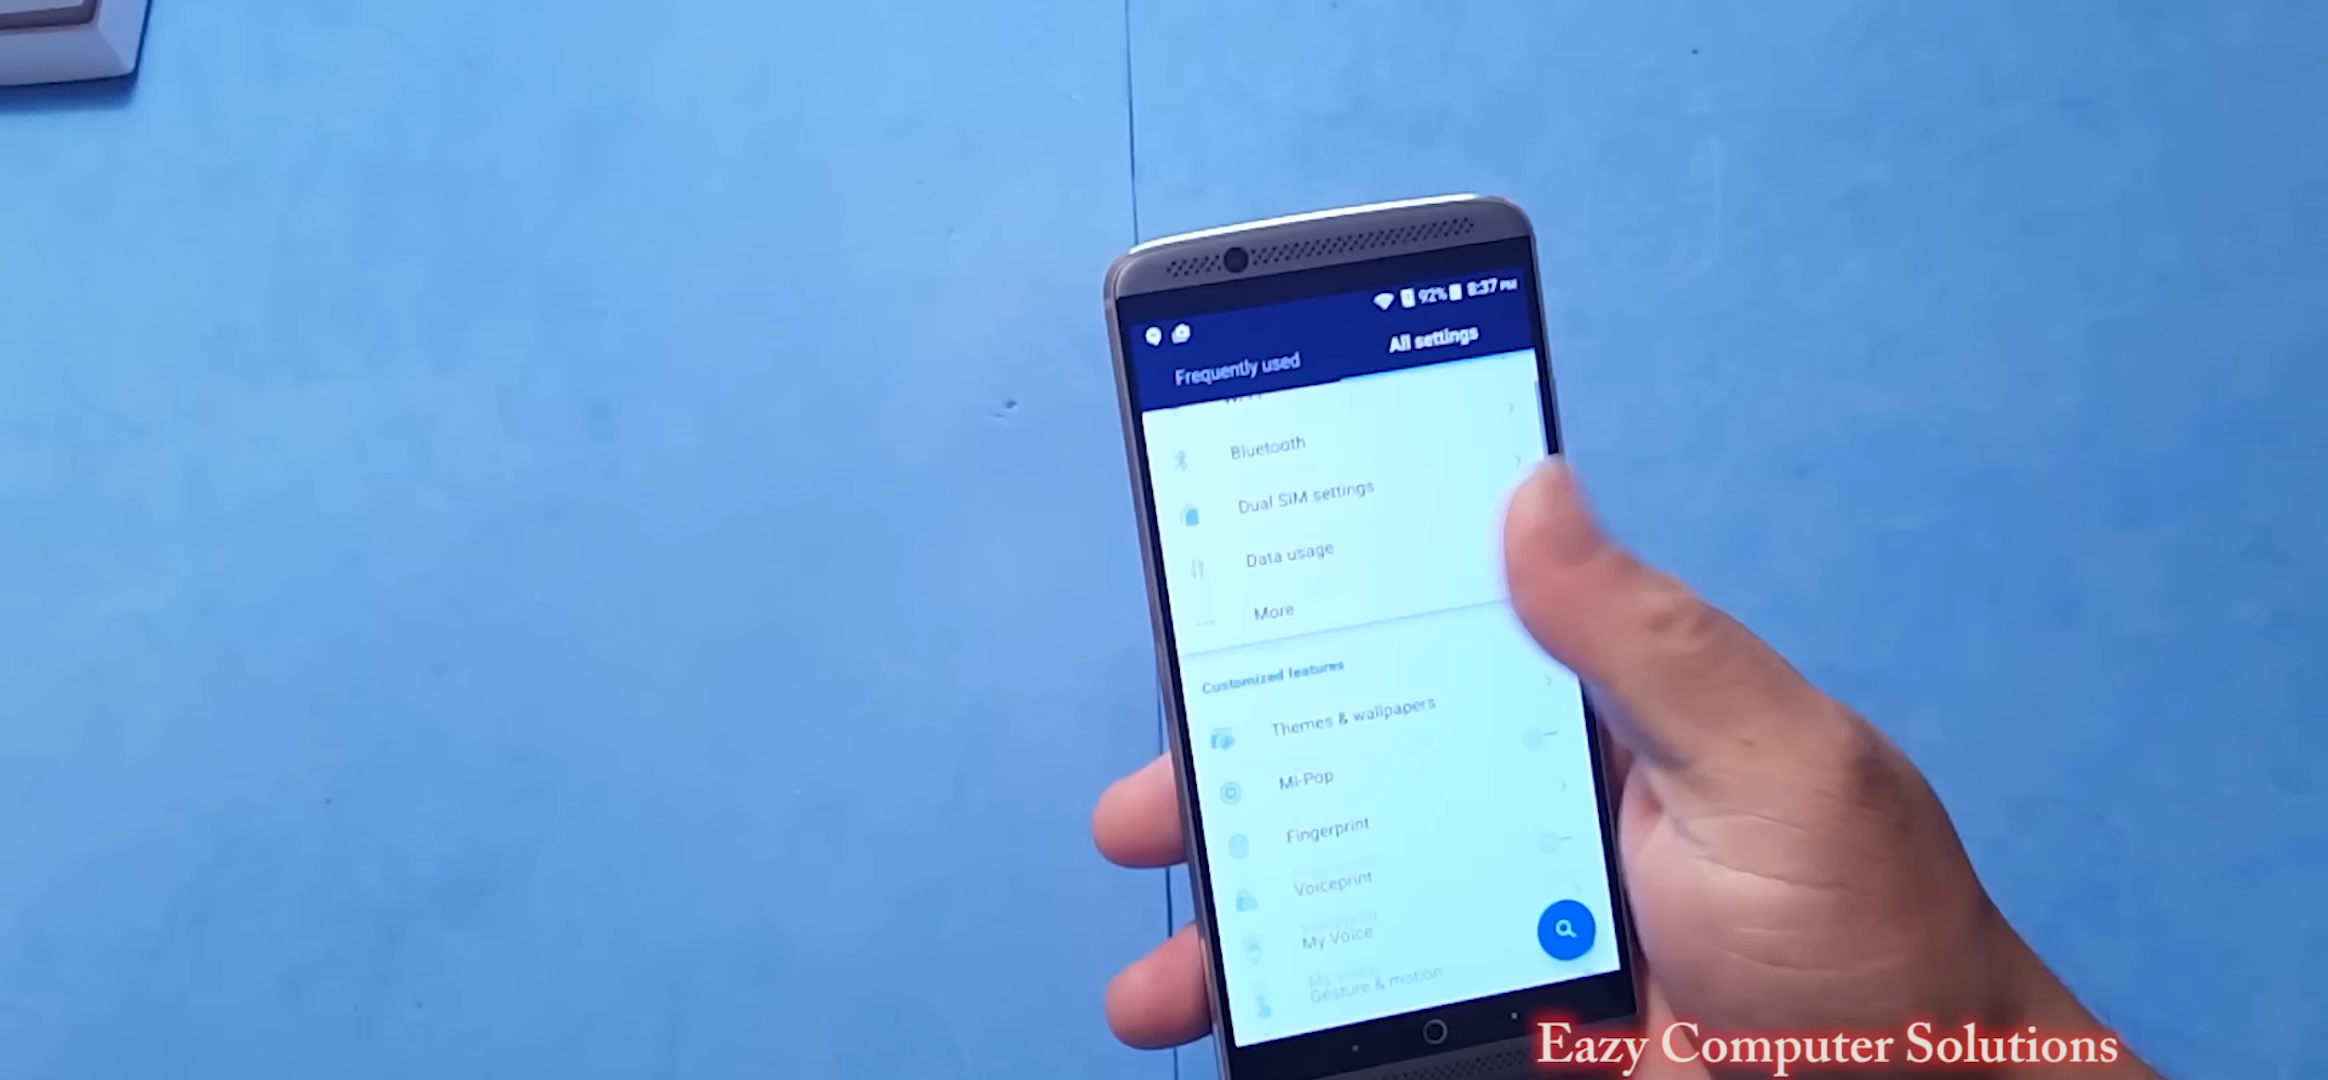 92% 8:37 PM
Frequently used
All settings
Bluetooth
Dual SIM settings
Data usage
More
Customized features
Themes & wallpapers
Mi-Pop
Fingerprint
Voiceprint
My Voice
Gesture & motion
Eazy Computer Solutions